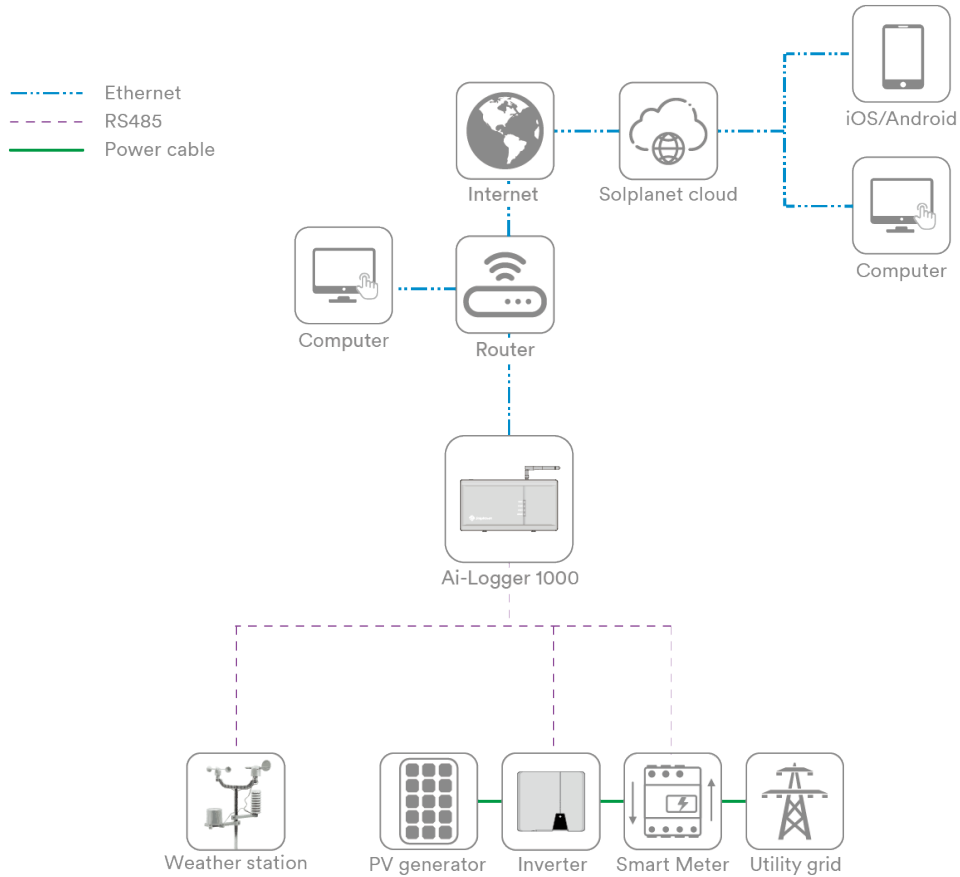 Ethernet
RS485
Power cable
iOS/Android
Internet
Solplanet cloud
Computer
Computer
Router
Ai-Logger 1000
Weather station
PV generator
Inverter
Smart Meter
Utility grid